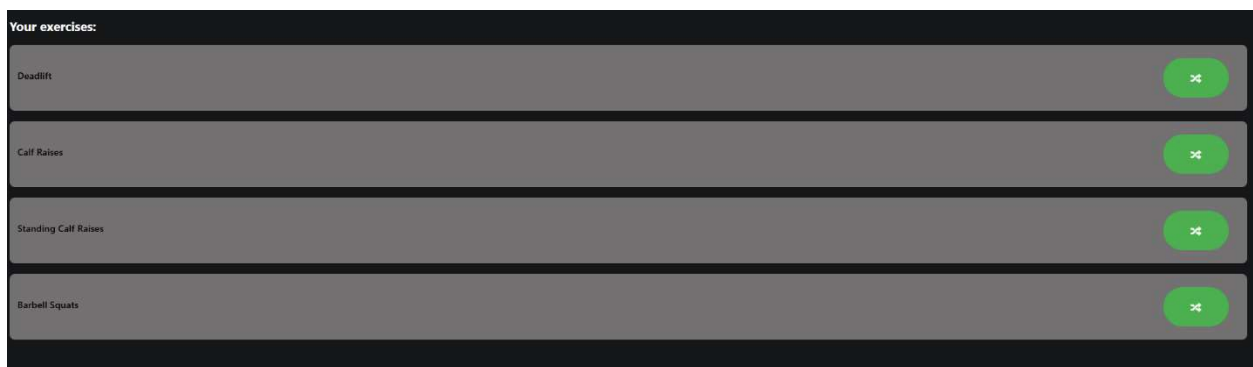 Your exercises:
Deadlift
Calf Raises
Standing Calf Raises
Barbell Squats